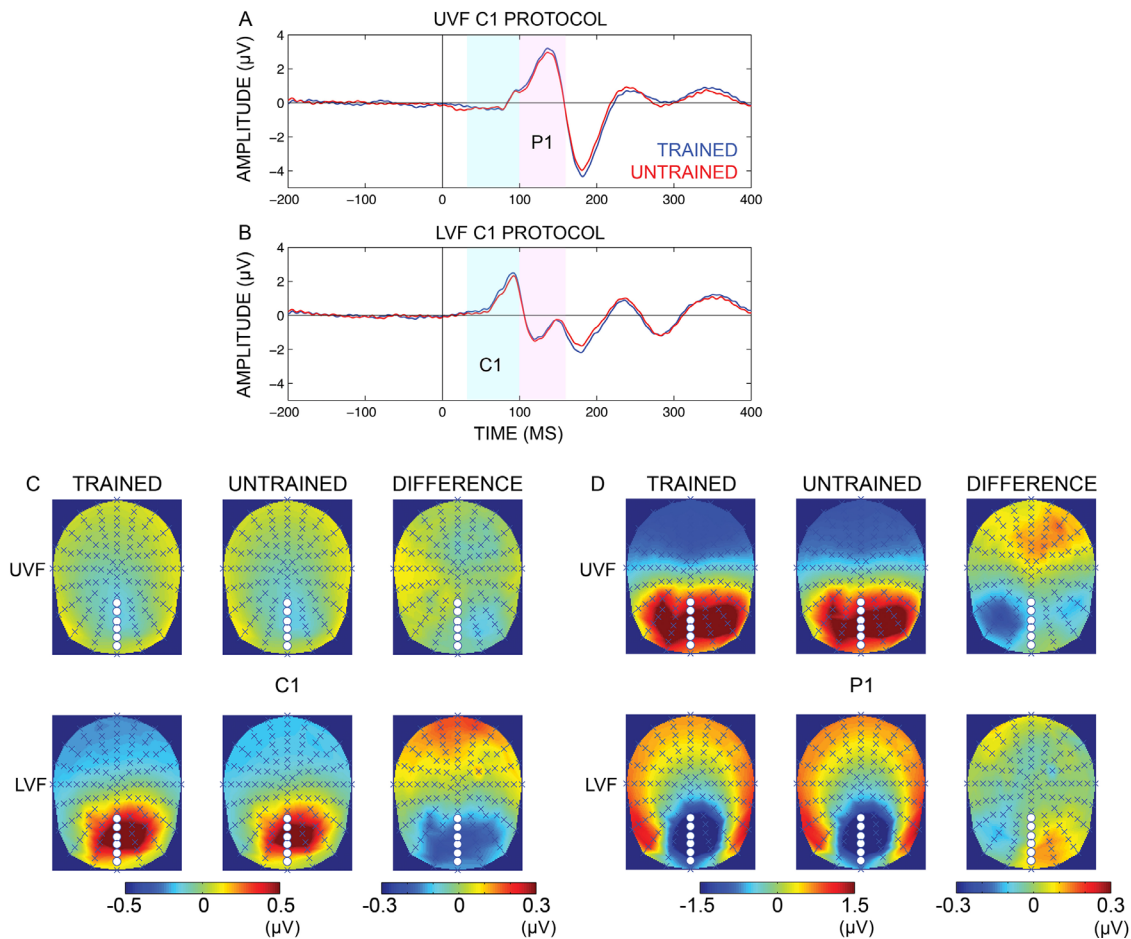 A
UVF C1 PROTOCOL
AMPLITUDE (μV)
4
2
0
−2
−4
P1
TRAINED
UNTRAINED
−200 −100 0 100 200 300 400
B
LVF C1 PROTOCOL
AMPLITUDE (μV)
4
2
0
−2
−4
C1
−200 −100 0 100 200 300 400
TIME (MS)
C TRAINED UNTRAINED DIFFERENCE
UVF
C1
LVF
-0.5 0 0.5
(μV)
-0.3 0 0.3
(μV)
D TRAINED UNTRAINED DIFFERENCE
UVF
P1
LVF
-1.5 0 1.5
(μV)
-0.3 0 0.3
(μV)